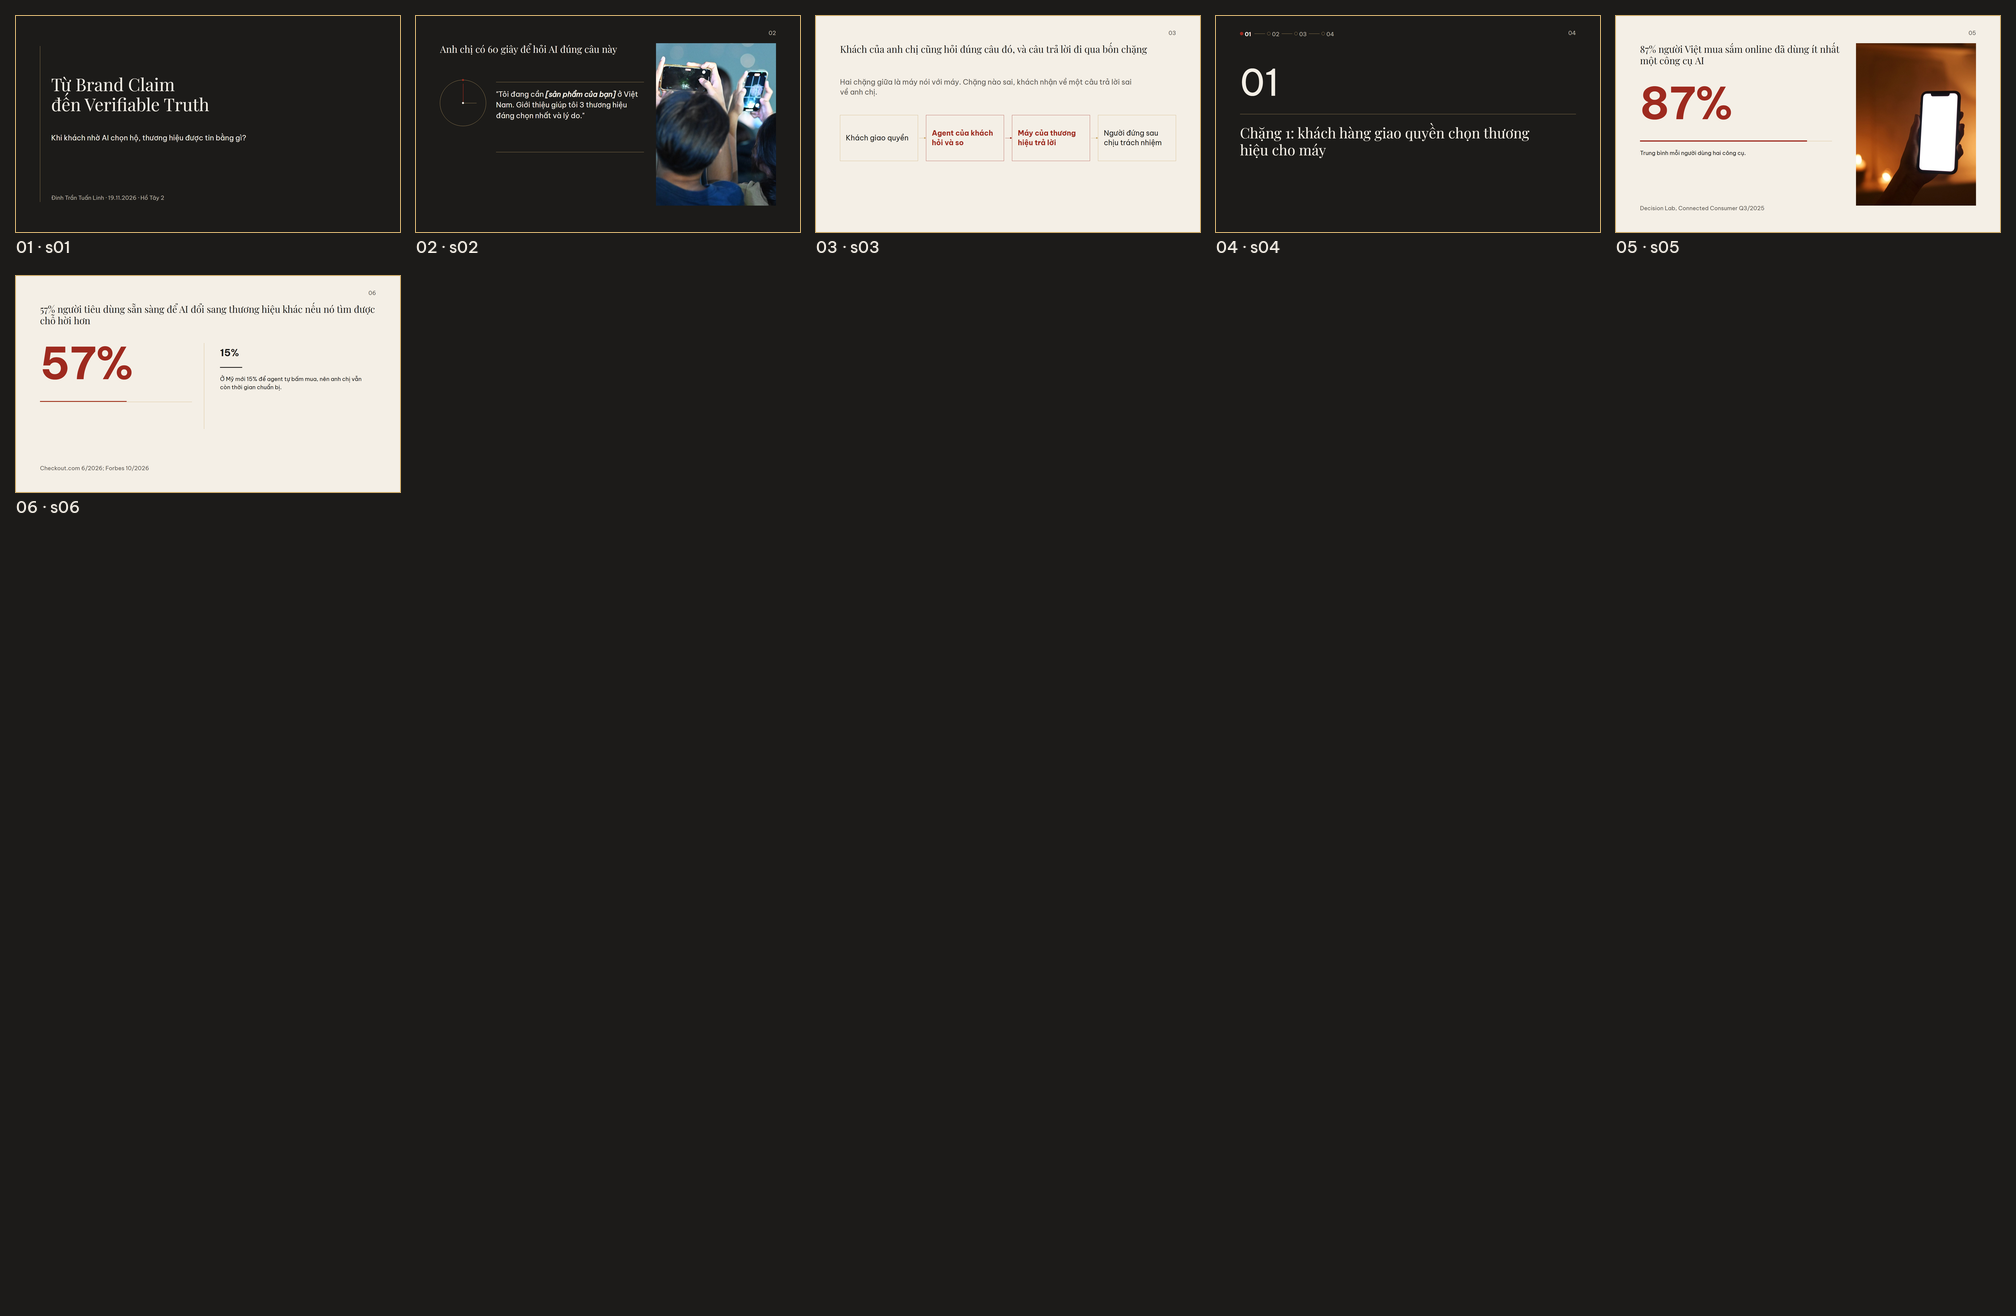 Từ Brand Claim
đến Verifiable Truth
Khi khách nhờ AI chọn hộ, thương hiệu được tin bằng gì?
Đinh Trần Tuấn Linh · 19.11.2026 · Hồ Tây 2
01 · s01
02
Anh chị có 60 giây để hỏi AI đúng câu này
"Tôi đang cần [sản phẩm của bạn] ở Việt
Nam. Giới thiệu giúp tôi 3 thương hiệu
đáng chọn nhất và lý do."
02 · s02
03
Khách của anh chị cũng hỏi đúng câu đó, và câu trả lời đi qua bốn chặng
Hai chặng giữa là máy nói với máy. Chặng nào sai, khách nhận về một câu trả lời sai
về anh chị.
Khách giao quyền
Agent của khách
hỏi và so
Máy của thương
hiệu trả lời
Người đứng sau
chịu trách nhiệm
03 · s03
01 02 03 04
04
01
Chặng 1: khách hàng giao quyền chọn thương
hiệu cho máy
04 · s04
05
87% người Việt mua sắm online đã dùng ít nhất
một công cụ AI
87%
Trung bình mỗi người dùng hai công cụ.
Decision Lab, Connected Consumer Q3/2025
05 · s05
06
57% người tiêu dùng sẵn sàng để AI đổi sang thương hiệu khác nếu nó tìm được
chỗ hời hơn
57%
15%
Ở Mỹ mới 15% để agent tự bấm mua, nên anh chị vẫn
còn thời gian chuẩn bị.
Checkout.com 6/2026; Forbes 10/2026
06 · s06